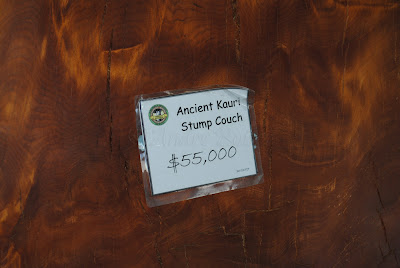 Ancient Kauri
Stump Couch
$55,000